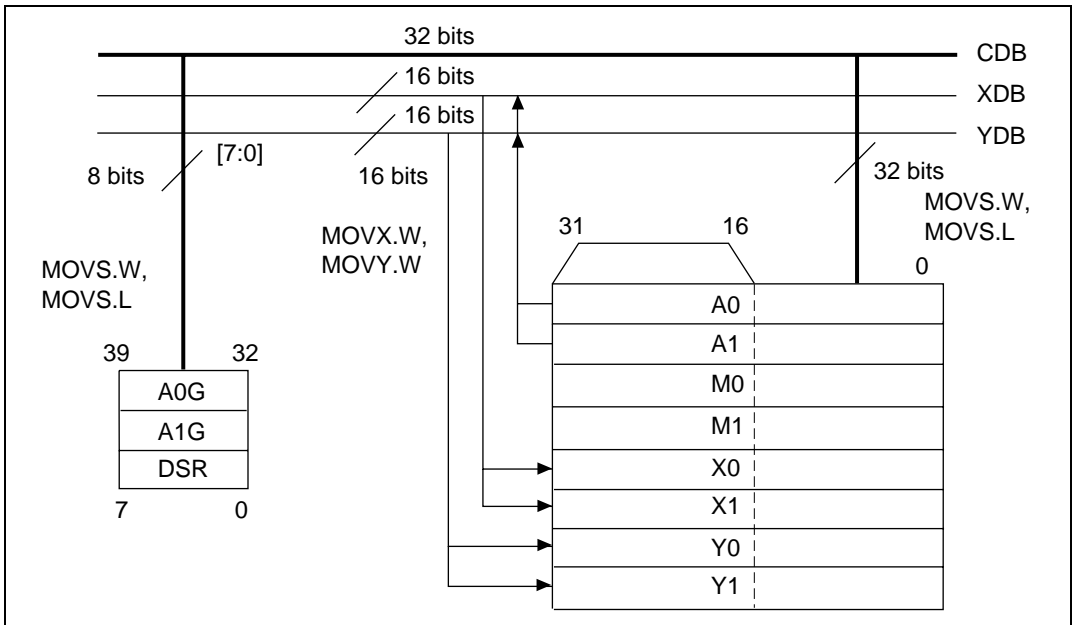 32 bits
CDB
16 bits
XDB
16 bits
YDB
[7:0]
8 bits
16 bits
32 bits
MOVS.W,
MOVS.L
MOVX.W,
MOVY.W
31
16
0
MOVS.W,
MOVS.L
39
32
A0G
A1G
DSR
7
0
A0
A1
M0
M1
X0
X1
Y0
Y1